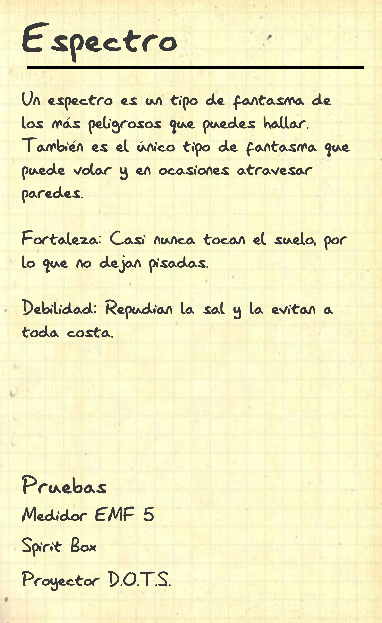 Espectro
Un espectro es un tipo de fantasma de
los más peligrosos que puedes hallar.
También es el único tipo de fantasma que
puede volar y en ocasiones atravesar
paredes.
Fortaleza: Casi nunca tocan el suelo, por
lo que no dejan pisadas.
Debilidad: Repudian la sal y la evitan a
toda costa.
Pruebas
Medidor EMF 5
Spirit Box
Proyector D.O.T.S.